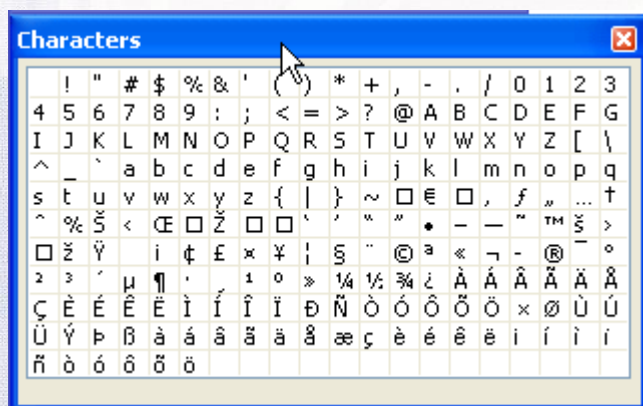 Characters
! " # $ % & ' ( ) * + , - . / 0 1 2 3
4 5 6 7 8 9 : ; < = > ? @ A B C D E F G
I J K L M N O P Q R S T U V W X Y Z [ \
^ _ ` a b c d e f g h i j k l m n o p q
s t u v w x y z { | } ~ □ € □ ‚ ƒ „ … †
ˆ ‰ Š ‹ Œ □ Ž □ □ ‘ ’ “ ” • – — ˜ ™ š ›
□ ž Ÿ ¡ ¢ £ ¤ ¥ ¦ § ¨ © ª « ¬ - ® ¯ °
² ³ ´ µ ¶ · ¸ ¹ º » ¼ ½ ¾ ¿ À Á Â Ã Ä Å
Ç È É Ê Ë Ì Í Î Ï Ð Ñ Ò Ó Ô Õ Ö × Ø Ù Ú
Ü Ý Þ ß à á â ã ä å æ ç è é ê ë ì í î ï
ñ ò ó ô õ ö